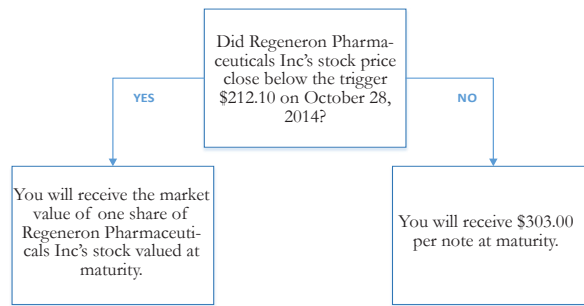 Did Regeneron Pharma-
ceuticals Inc's stock price
close below the trigger
$212.10 on October 28,
2014?
YES
NO
You will receive the market
value of one share of
Regeneron Pharmaceuti-
cals Inc's stock valued at
maturity.
You will receive $303.00
per note at maturity.